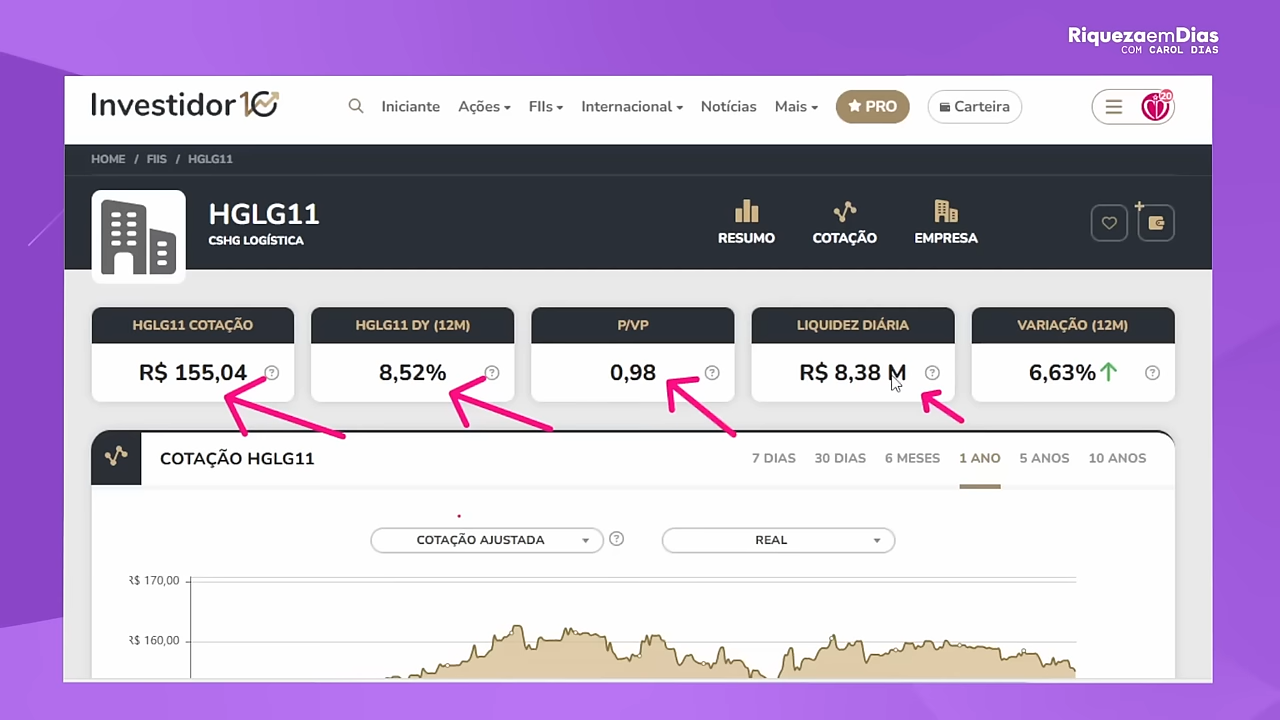 RiquezaemDias
COM CAROL DIAS
Investidor10
Iniciante Ações FIIs Internacional Notícias Mais PRO Carteira 20
HOME / FIIS / HGLG11
HGLG11
CSHG LOGÍSTICA
RESUMO COTAÇÃO EMPRESA
HGLG11 COTAÇÃO HGLG11 DY (12M) P/VP LIQUIDEZ DIÁRIA VARIAÇÃO (12M)
R$ 155,04 ? 8,52% ? 0,98 ? R$ 8,38 M ? 6,63% ?
COTAÇÃO HGLG11 7 DIAS 30 DIAS 6 MESES 1 ANO 5 ANOS 10 ANOS
COTAÇÃO AJUSTADA ? REAL
R$ 170,00
R$ 160,00